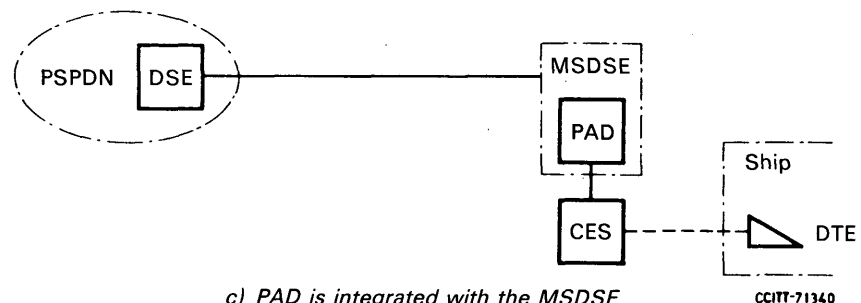 PSPDN
DSE
MSDSE
PAD
Ship
CES
DTE
c) PAD is integrated with the MSDSE
CCITT-71340